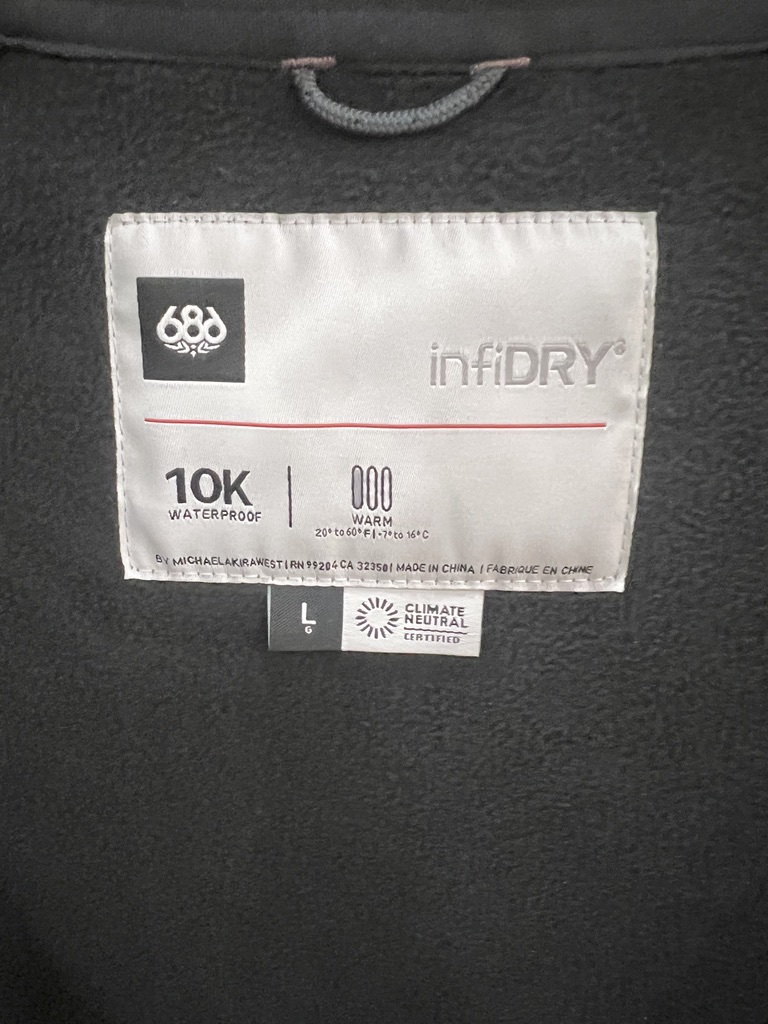 686
infiDRY®
10K
WATERPROOF
WARM
20° to 60° F | -7° to 16° C
BY MICHAELAKIRAWEST | RN 99204 CA 32350 | MADE IN CHINA / FABRIQUE EN CHINE
L
G
CLIMATE
NEUTRAL
CERTIFIED